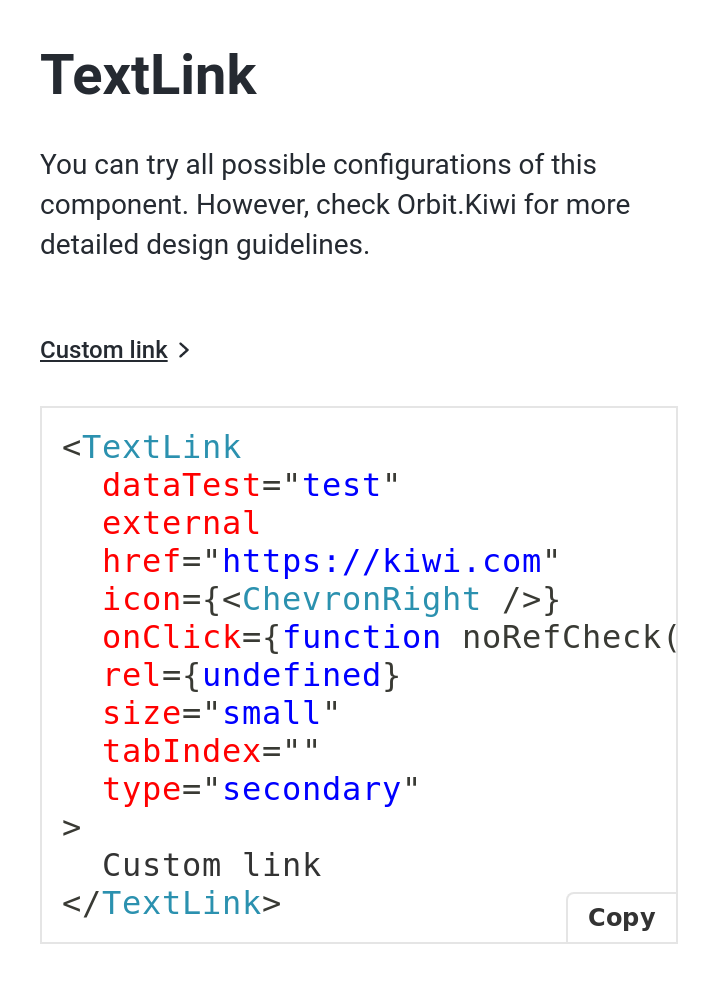 TextLink
You can try all possible configurations of this
component. However, check Orbit.Kiwi for more
detailed design guidelines.
Custom link
<TextLink
  dataTest="test"
  external
  href="https://kiwi.com"
  icon={<ChevronRight />}
  onClick={function noRefCheck(
  rel={undefined}
  size="small"
  tabIndex=""
  type="secondary"
>
  Custom link
</TextLink>
Copy